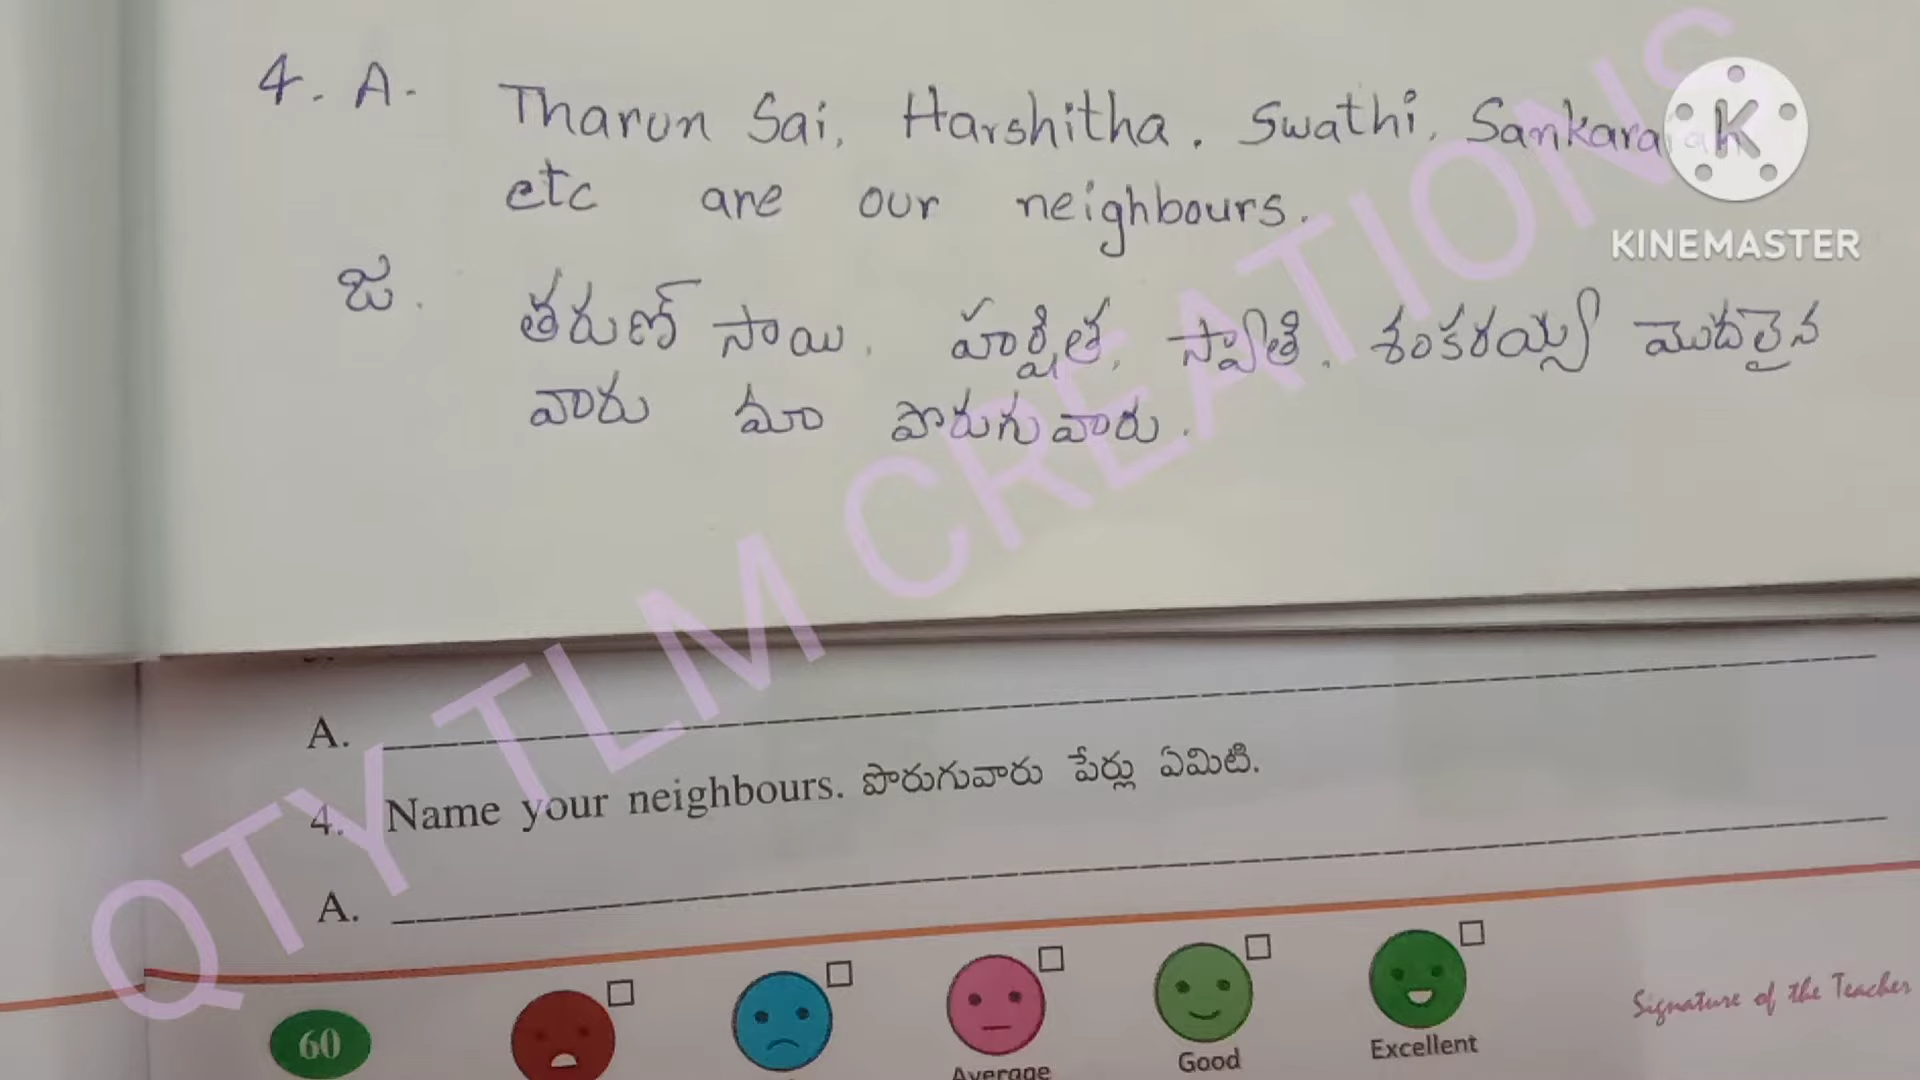 4. A. Tharun Sai, Harshitha, Swathi, Sankaraiah
etc are our neighbours.
జ. తరుణ్ సాయి, హర్షిత, స్వాతి, శంకరయ్య మొదలైన
వారు మా పొరుగువారు.
KINEMASTER
QTY TLM CREATIONS
A.
4. Name your neighbours. పొరుగువారు పేర్లు ఏమిటి.
A.
60
Average
Good
Excellent
Signature of the Teacher